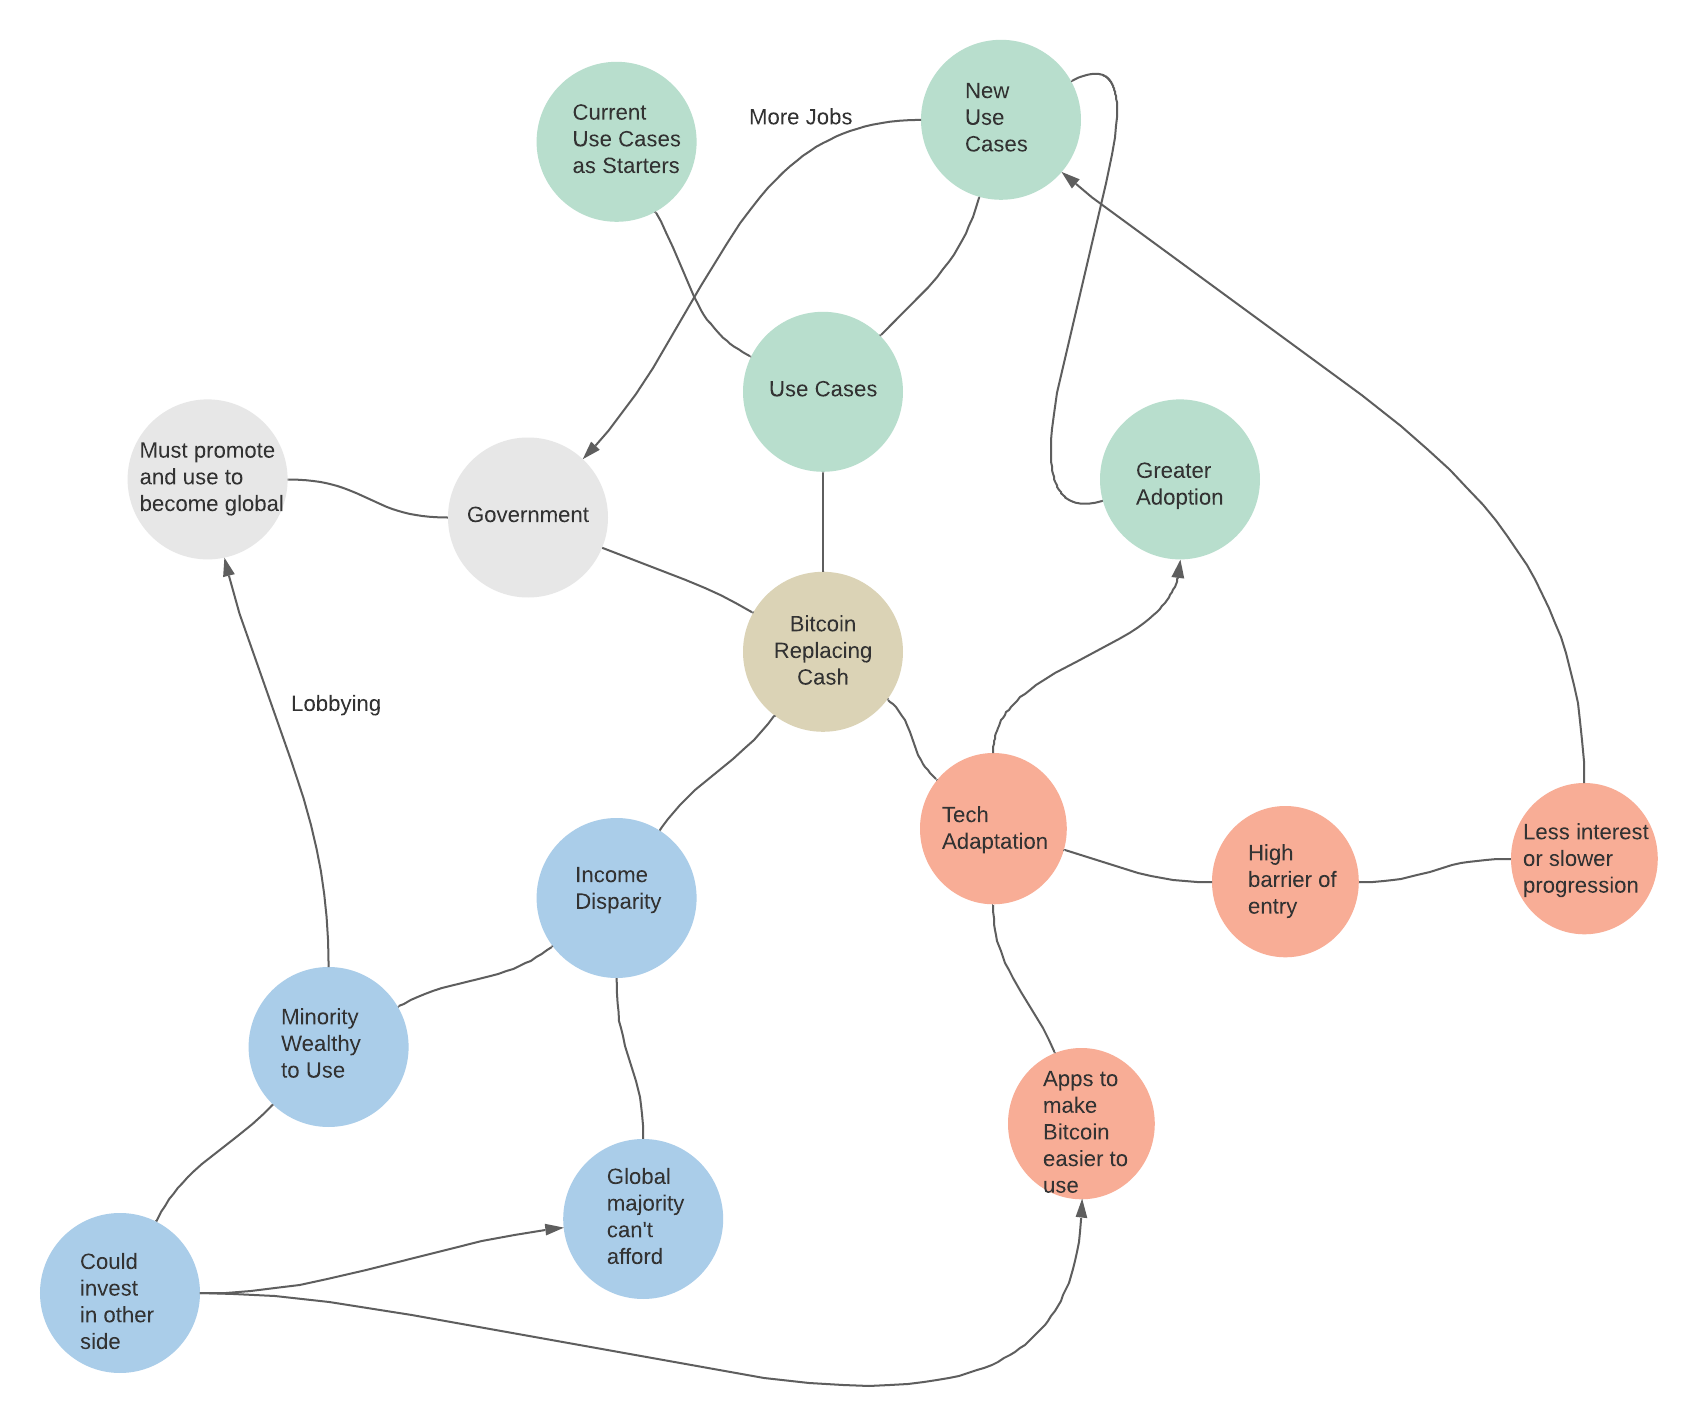 New
Use
Cases
Current
Use Cases
as Starters
More Jobs
Use Cases
Must promote
and use to
become global
Government
Greater
Adoption
Bitcoin
Replacing
Cash
Lobbying
Tech
Adaptation
High
barrier of
entry
Less interest
or slower
progression
Income
Disparity
Minority
Wealthy
to Use
Apps to
make
Bitcoin
easier to
use
Global
majority
can't
afford
Could
invest
in other
side